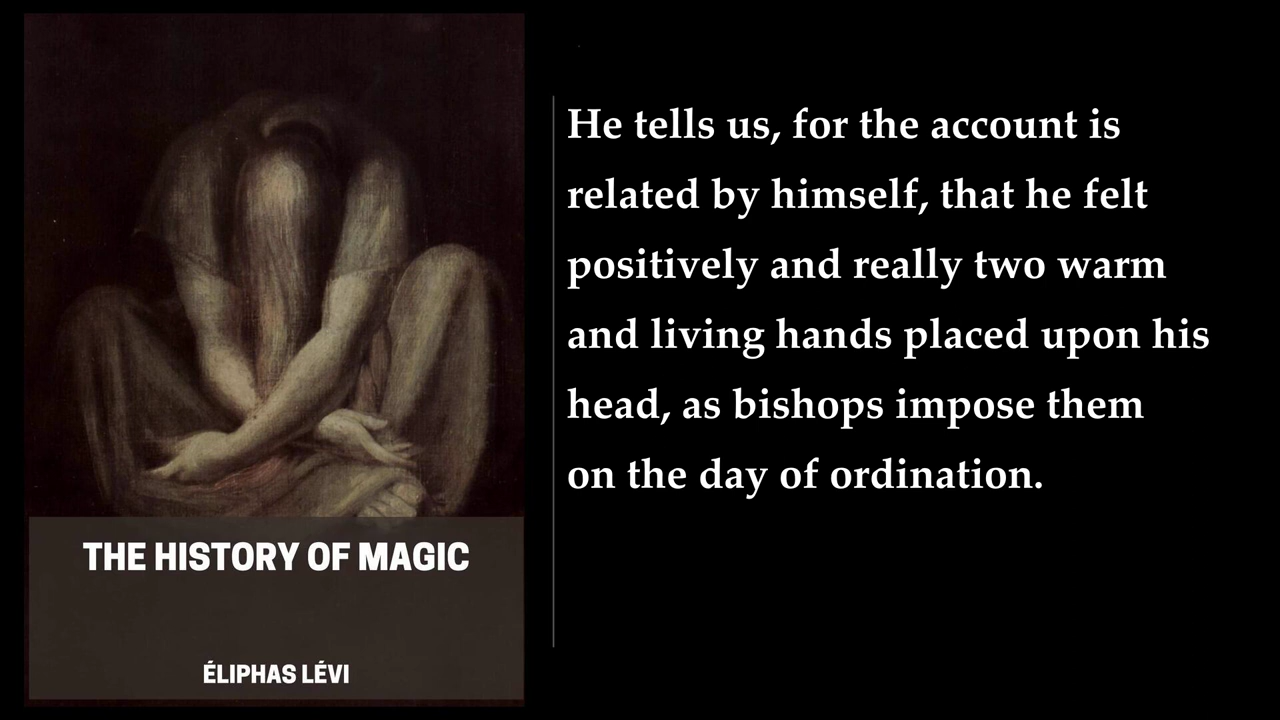 THE HISTORY OF MAGIC
ÉLIPHAS LÉVI
He tells us, for the account is
related by himself, that he felt
positively and really two warm
and living hands placed upon his
head, as bishops impose them
on the day of ordination.